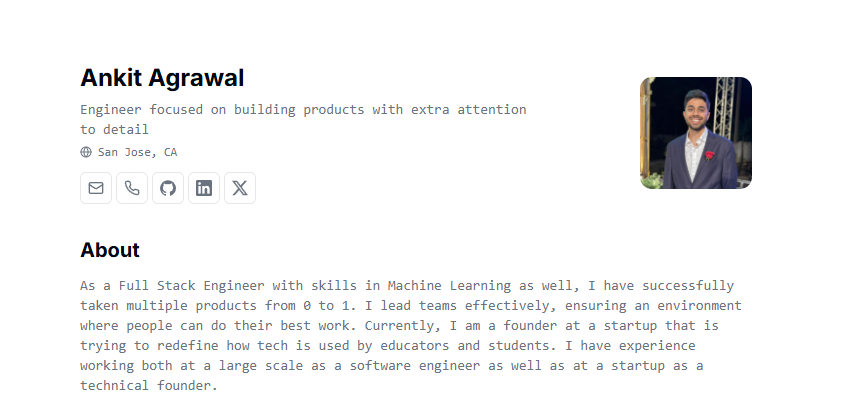 Ankit Agrawal
Engineer focused on building products with extra attention
to detail
San Jose, CA
About
As a Full Stack Engineer with skills in Machine Learning as well, I have successfully
taken multiple products from 0 to 1. I lead teams effectively, ensuring an environment
where people can do their best work. Currently, I am a founder at a startup that is
trying to redefine how tech is used by educators and students. I have experience
working both at a large scale as a software engineer as well as at a startup as a
technical founder.